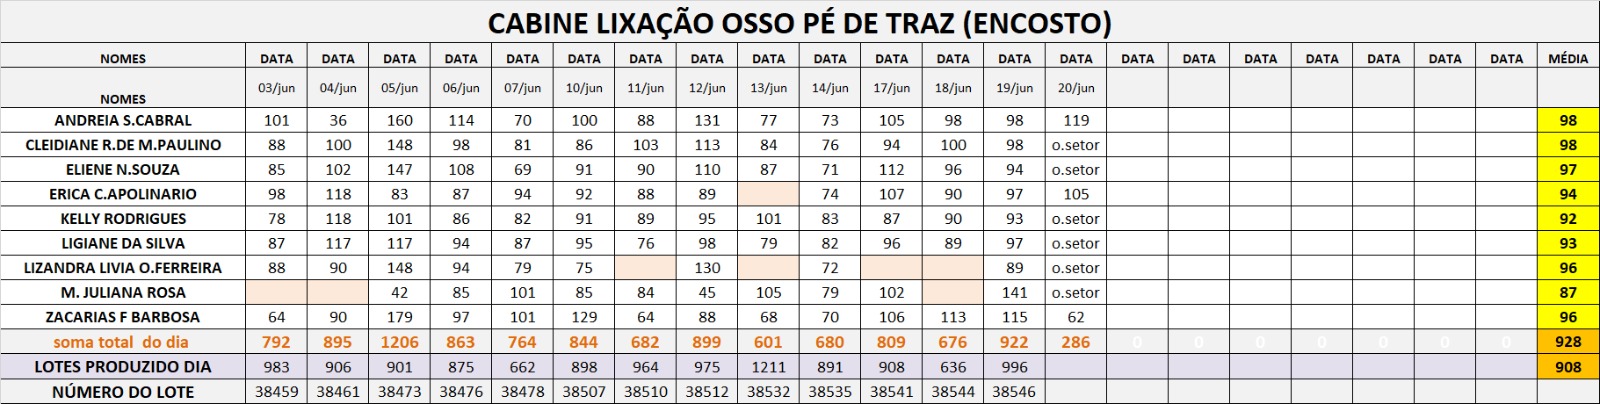 CABINE LIXAÇÃO OSSO PÉ DE TRAZ (ENCOSTO)
NOMES DATA DATA DATA DATA DATA DATA DATA DATA DATA DATA DATA DATA DATA DATA DATA DATA DATA DATA DATA DATA DATA MÉDIA
NOMES 03/jun 04/jun 05/jun 06/jun 07/jun 10/jun 11/jun 12/jun 13/jun 14/jun 17/jun 18/jun 19/jun 20/jun
ANDREIA S.CABRAL 101 36 160 114 70 100 88 131 77 73 105 98 98 119 98
CLEIDIANE R.DE M.PAULINO 88 100 148 98 81 86 103 113 84 76 94 100 98 o.setor 98
ELIENE N.SOUZA 85 102 147 108 69 91 90 110 87 71 112 96 94 o.setor 97
ERICA C.APOLINARIO 98 118 83 87 94 92 88 89 74 107 90 97 105 94
KELLY RODRIGUES 78 118 101 86 82 91 89 95 101 83 87 90 93 o.setor 92
LIGIANE DA SILVA 87 117 117 94 87 95 76 98 79 82 96 89 97 o.setor 93
LIZANDRA LIVIA O.FERREIRA 88 90 148 94 79 75 130 72 89 o.setor 96
M. JULIANA ROSA 42 85 101 85 84 45 105 79 102 141 o.setor 87
ZACARIAS F BARBOSA 64 90 179 97 101 129 64 88 68 70 106 113 115 62 96
soma total do dia 792 895 1206 863 764 844 682 899 601 680 809 676 922 286 0 0 0 0 0 0 0 928
LOTES PRODUZIDO DIA 983 906 901 875 662 898 964 975 1211 891 908 636 996 908
NÚMERO DO LOTE 38459 38461 38473 38476 38478 38507 38510 38512 38532 38535 38541 38544 38546